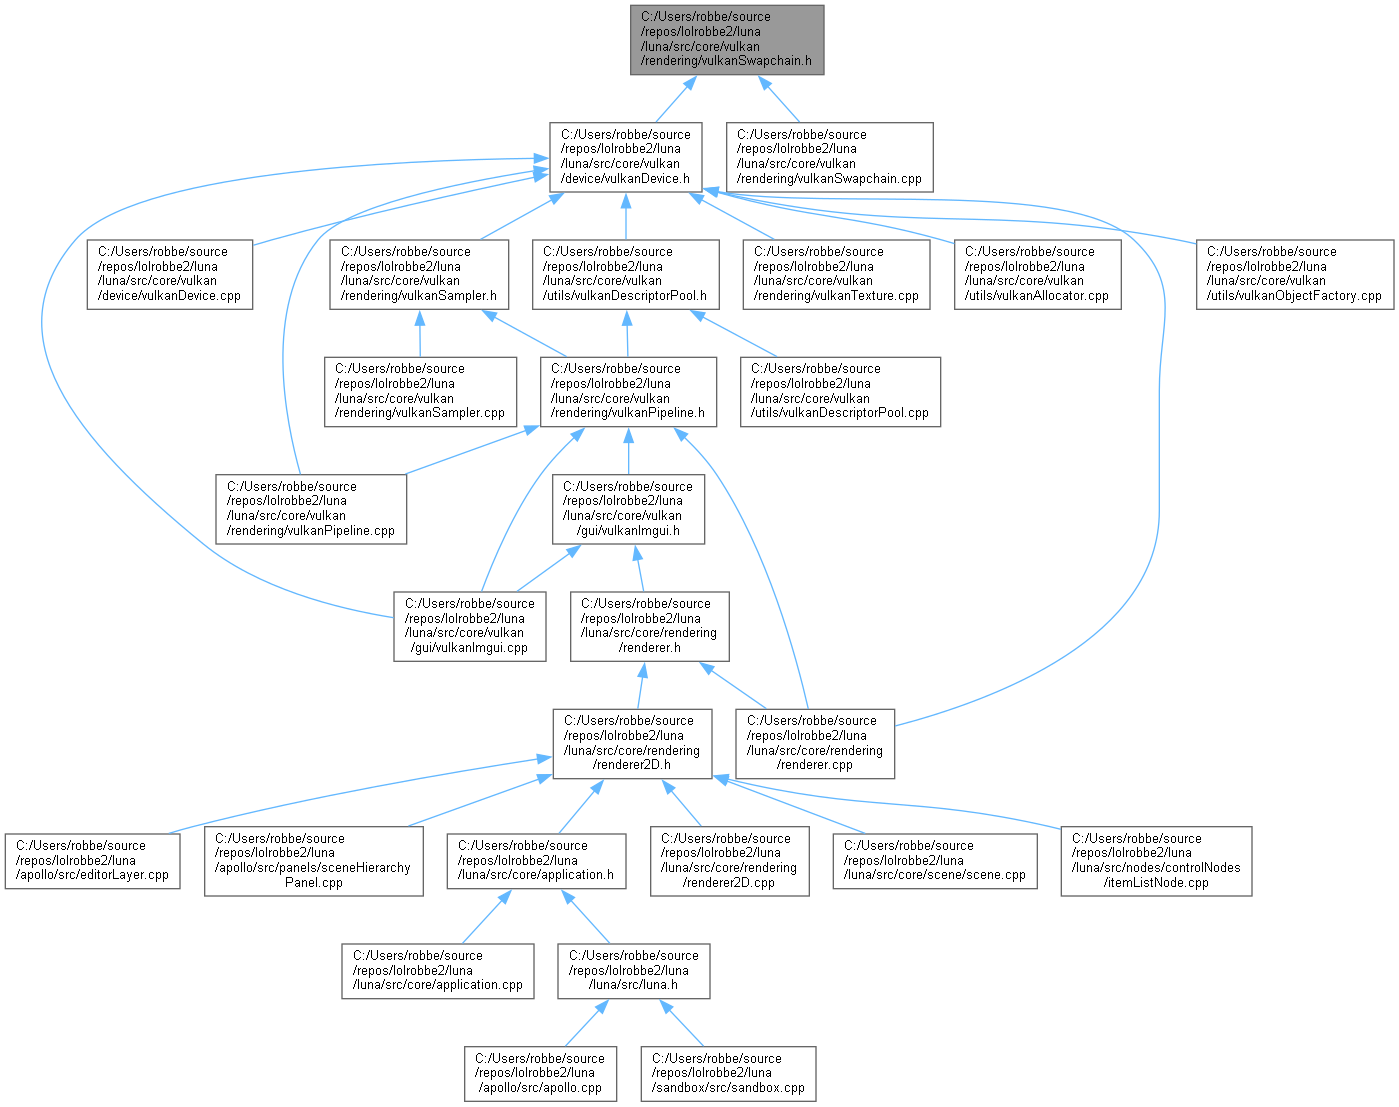 C:/Users/robbe/source
/repos/lolrobbe2/luna
/luna/src/core/vulkan
/rendering/vulkanSwapchain.h
C:/Users/robbe/source
/repos/lolrobbe2/luna
/luna/src/core/vulkan
/device/vulkanDevice.h
C:/Users/robbe/source
/repos/lolrobbe2/luna
/luna/src/core/vulkan
/rendering/vulkanSwapchain.cpp
C:/Users/robbe/source
/repos/lolrobbe2/luna
/luna/src/core/vulkan
/device/vulkanDevice.cpp
C:/Users/robbe/source
/repos/lolrobbe2/luna
/luna/src/core/vulkan
/rendering/vulkanSampler.h
C:/Users/robbe/source
/repos/lolrobbe2/luna
/luna/src/core/vulkan
/utils/vulkanDescriptorPool.h
C:/Users/robbe/source
/repos/lolrobbe2/luna
/luna/src/core/vulkan
/rendering/vulkanTexture.cpp
C:/Users/robbe/source
/repos/lolrobbe2/luna
/luna/src/core/vulkan
/utils/vulkanAllocator.cpp
C:/Users/robbe/source
/repos/lolrobbe2/luna
/luna/src/core/vulkan
/utils/vulkanObjectFactory.cpp
C:/Users/robbe/source
/repos/lolrobbe2/luna
/luna/src/core/vulkan
/rendering/vulkanSampler.cpp
C:/Users/robbe/source
/repos/lolrobbe2/luna
/luna/src/core/vulkan
/rendering/vulkanPipeline.h
C:/Users/robbe/source
/repos/lolrobbe2/luna
/luna/src/core/vulkan
/utils/vulkanDescriptorPool.cpp
C:/Users/robbe/source
/repos/lolrobbe2/luna
/luna/src/core/vulkan
/rendering/vulkanPipeline.cpp
C:/Users/robbe/source
/repos/lolrobbe2/luna
/luna/src/core/vulkan
/gui/vulkanImgui.h
C:/Users/robbe/source
/repos/lolrobbe2/luna
/luna/src/core/vulkan
/gui/vulkanImgui.cpp
C:/Users/robbe/source
/repos/lolrobbe2/luna
/luna/src/core/rendering
/renderer.h
C:/Users/robbe/source
/repos/lolrobbe2/luna
/luna/src/core/rendering
/renderer2D.h
C:/Users/robbe/source
/repos/lolrobbe2/luna
/luna/src/core/rendering
/renderer.cpp
C:/Users/robbe/source
/repos/lolrobbe2/luna
/apollo/src/editorLayer.cpp
C:/Users/robbe/source
/repos/lolrobbe2/luna
/apollo/src/panels/sceneHierarchy
Panel.cpp
C:/Users/robbe/source
/repos/lolrobbe2/luna
/luna/src/core/application.h
C:/Users/robbe/source
/repos/lolrobbe2/luna
/luna/src/core/rendering
/renderer2D.cpp
C:/Users/robbe/source
/repos/lolrobbe2/luna
/luna/src/core/scene/scene.cpp
C:/Users/robbe/source
/repos/lolrobbe2/luna
/luna/src/nodes/controlNodes
/itemListNode.cpp
C:/Users/robbe/source
/repos/lolrobbe2/luna
/luna/src/core/application.cpp
C:/Users/robbe/source
/repos/lolrobbe2/luna
/luna/src/luna.h
C:/Users/robbe/source
/repos/lolrobbe2/luna
/apollo/src/apollo.cpp
C:/Users/robbe/source
/repos/lolrobbe2/luna
/sandbox/src/sandbox.cpp